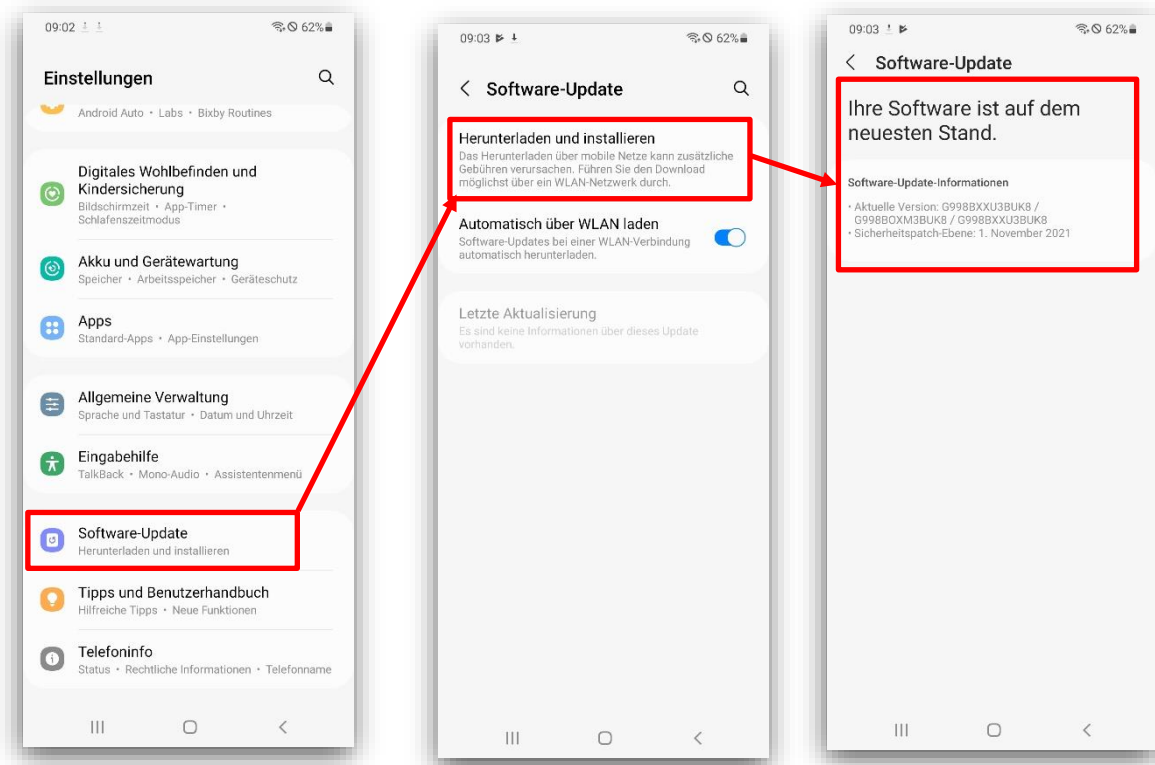 09:02 62%
Einstellungen
Android Auto • Labs • Bixby Routines
Digitales Wohlbefinden und
Kindersicherung
Bildschirmzeit • App-Timer •
Schlafenszeitmodus
Akku und Gerätewartung
Speicher • Arbeitsspeicher • Geräteschutz
Apps
Standard-Apps • App-Einstellungen
Allgemeine Verwaltung
Sprache und Tastatur • Datum und Uhrzeit
Eingabehilfe
TalkBack • Mono-Audio • Assistentenmenü
Software-Update
Herunterladen und installieren
Tipps und Benutzerhandbuch
Hilfreiche Tipps • Neue Funktionen
Telefoninfo
Status • Rechtliche Informationen • Telefonname
09:03 62%
Software-Update
Herunterladen und installieren
Das Herunterladen über mobile Netze kann zusätzliche
Gebühren verursachen. Führen Sie den Download
möglichst über ein WLAN-Netzwerk durch.
Automatisch über WLAN laden
Software-Updates bei einer WLAN-Verbindung
automatisch herunterladen.
Letzte Aktualisierung
Es sind keine Informationen über dieses Update
vorhanden.
09:03 62%
Software-Update
Ihre Software ist auf dem
neuesten Stand.
Software-Update-Informationen
• Aktuelle Version: G998BXXU3BUK8 /
G998BOXM3BUK8 / G998BXXU3BUK8
• Sicherheitspatch-Ebene: 1. November 2021